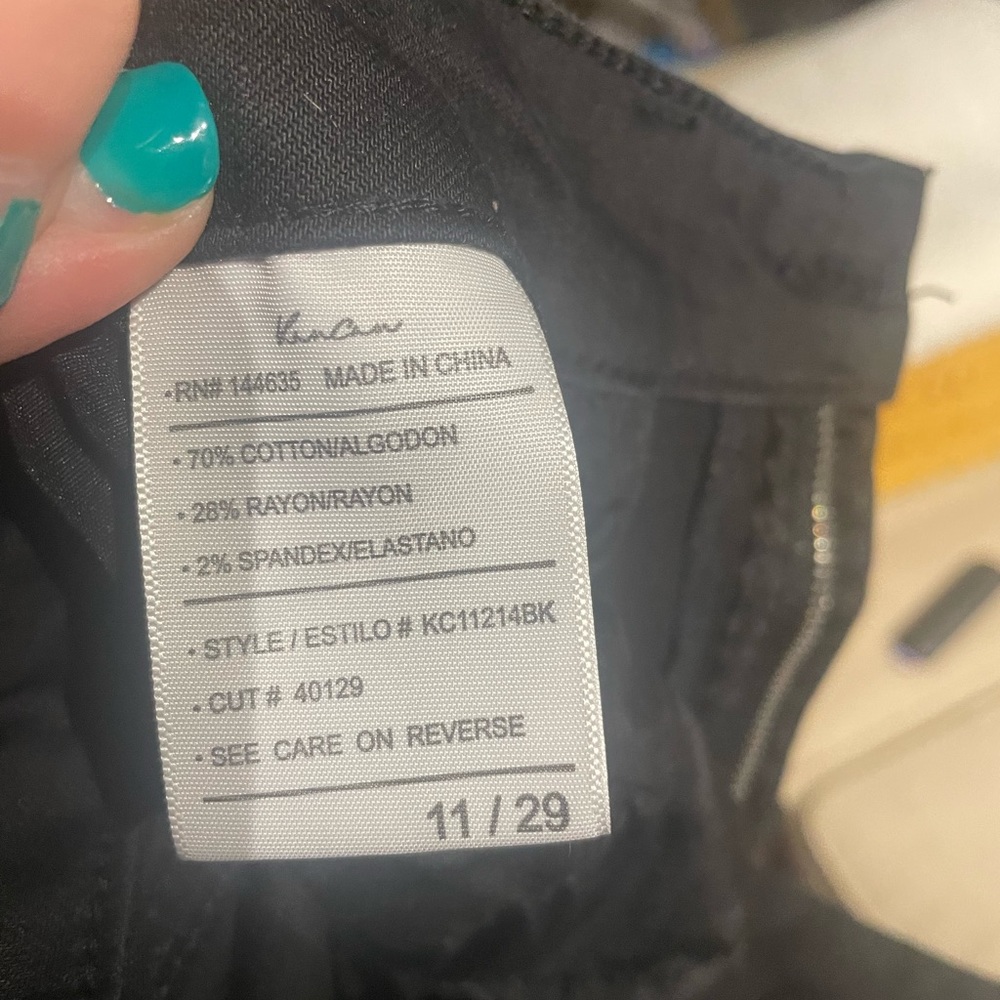 KanCan
•RN# 144635 MADE IN CHINA
• 70% COTTON/ALGODON
• 28% RAYON/RAYON
• 2% SPANDEX/ELASTANO
• STYLE / ESTILO # KC11214BK
• CUT # 40129
• SEE CARE ON REVERSE
11 / 29